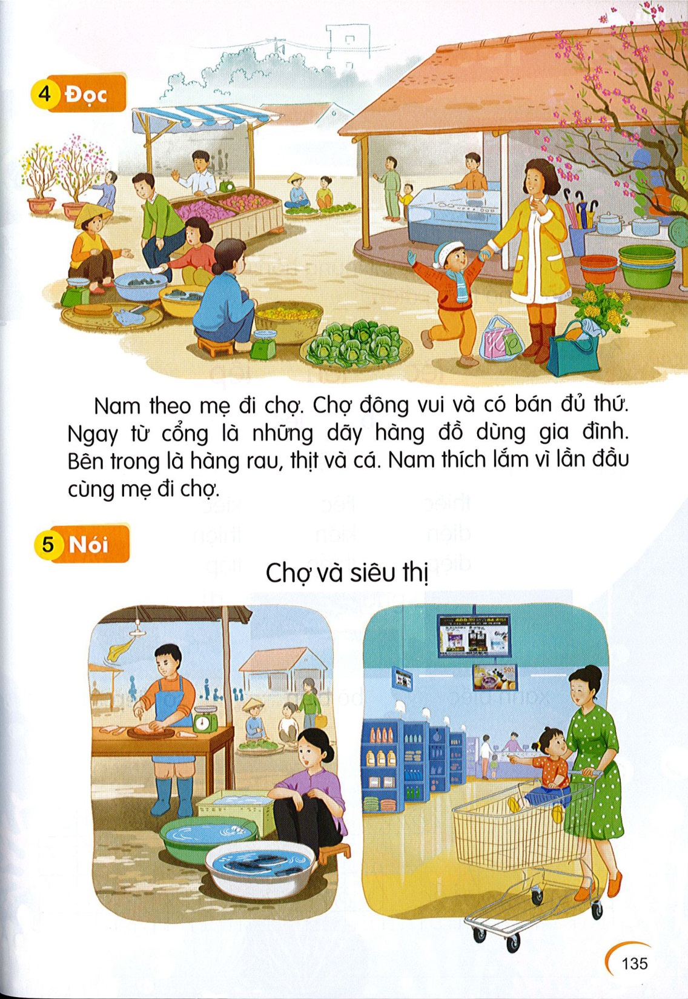 4 Đọc
Nam theo mẹ đi chợ. Chợ đông vui và có bán đủ thứ.
Ngay từ cổng là những dãy hàng đồ dùng gia đình.
Bên trong là hàng rau, thịt và cá. Nam thích lắm vì lần đầu
cùng mẹ đi chợ.
5 Nói
Chợ và siêu thị
50%
135